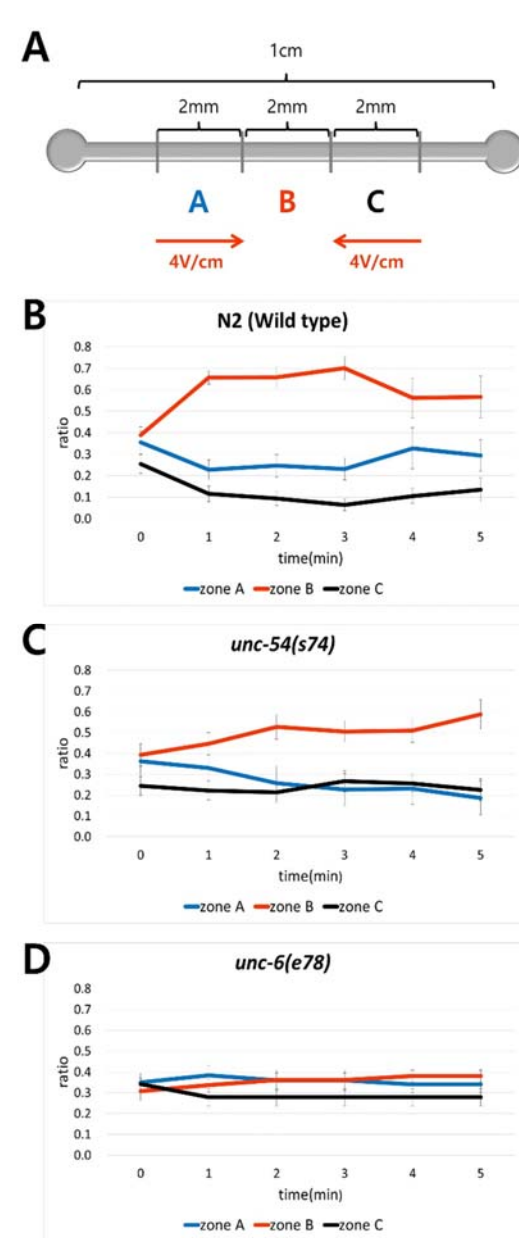 A
1cm
2mm 2mm 2mm
A B C
4V/cm 4V/cm
B
N2 (Wild type)
0.8
0.7
0.6
0.5
0.4
0.3
0.2
0.1
0.0
ratio
0 1 2 3 4 5
time(min)
zone A zone B zone C
C
unc-54(s74)
0.8
0.7
0.6
0.5
0.4
0.3
0.2
0.1
0.0
ratio
0 1 2 3 4 5
time(min)
zone A zone B zone C
D
unc-6(e78)
0.8
0.7
0.6
0.5
0.4
0.3
0.2
0.1
0.0
ratio
0 1 2 3 4 5
time(min)
zone A zone B zone C